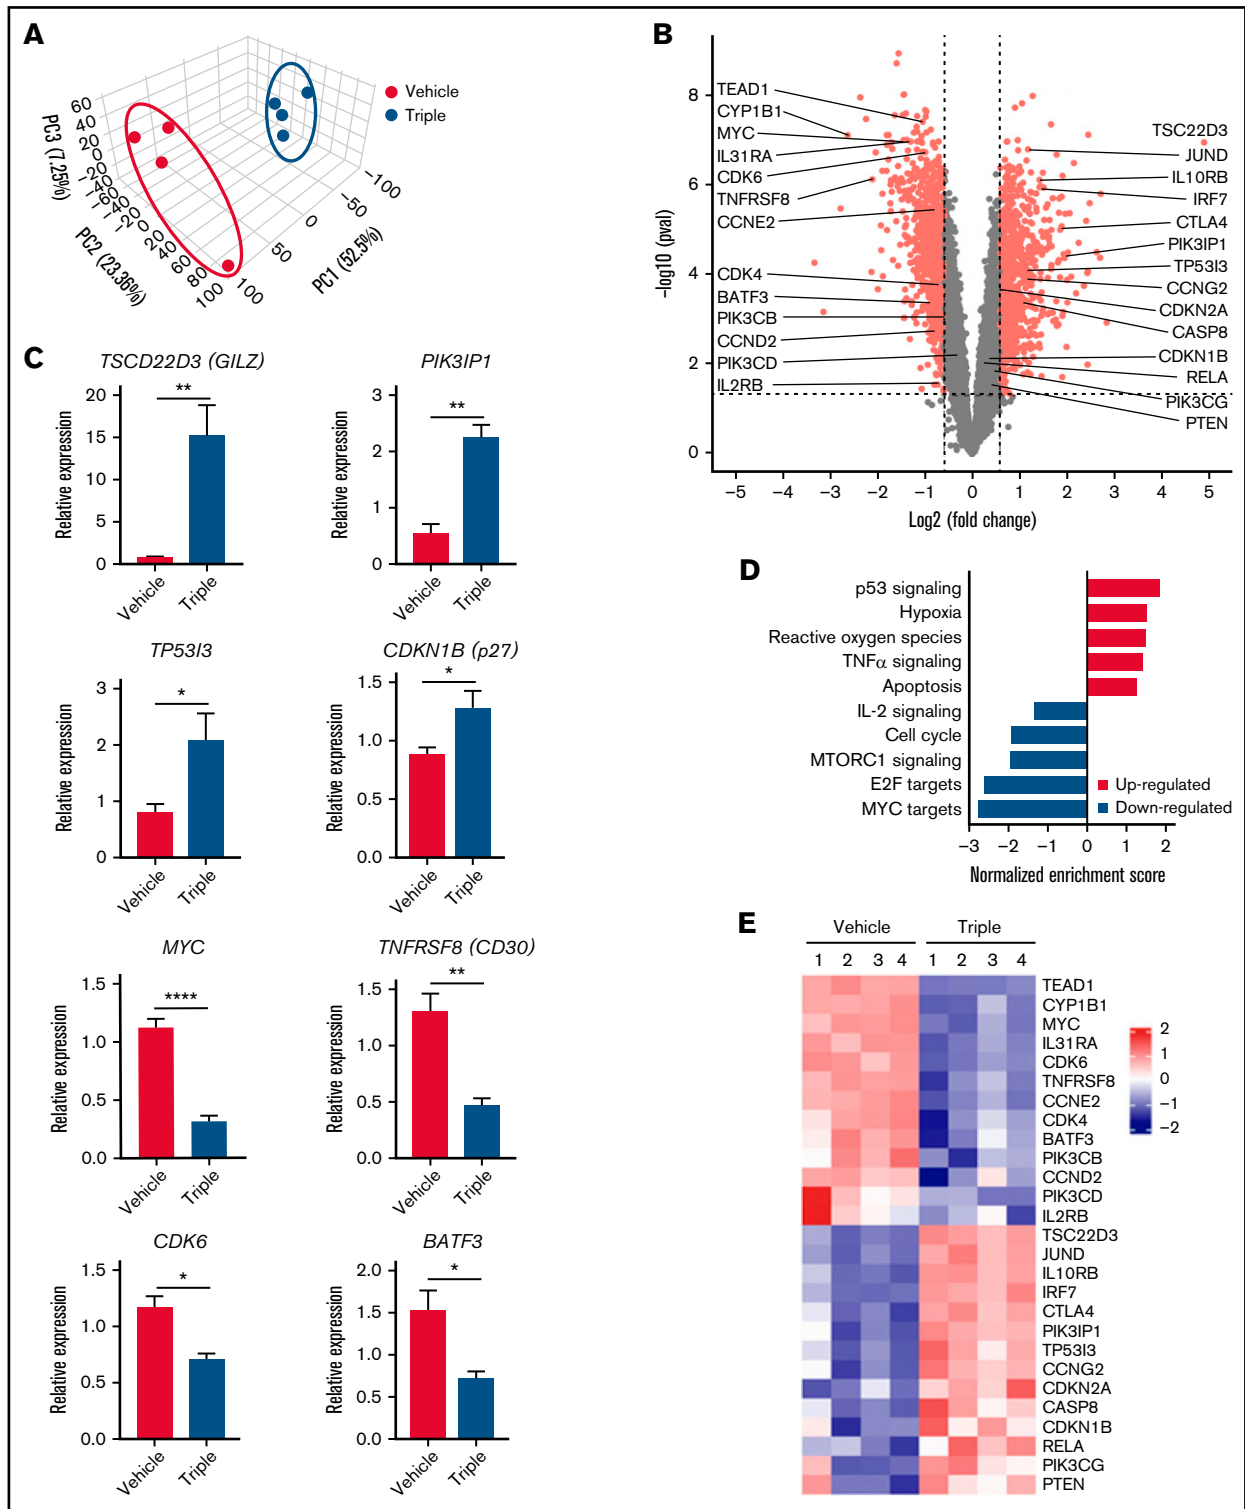 A
60
40
20
0
−20
−40
PC3 (7.25%)
20
40
60
80
100
PC2 (23.36%)
100
50
0
−50
−100
PC1 (52.5%)
Vehicle
Triple
B
TEAD1
CYP1B1
MYC
IL31RA
CDK6
TNFRSF8
CCNE2
CDK4
BATF3
PIK3CB
CCND2
PIK3CD
IL2RB
TSC22D3
JUND
IL10RB
IRF7
CTLA4
PIK3IP1
TP53I3
CCNG2
CDKN2A
CASP8
CDKN1B
RELA
PIK3CG
PTEN
8
6
4
2
0
−log10 (pval)
−5 −4 −3 −2 −1 0 1 2 3 4 5
Log2 (fold change)
C
TSCD22D3 (GILZ)
**
20
15
10
5
0
Relative expression
Vehicle Triple
PIK3IP1
**
3
2
1
0
Relative expression
Vehicle Triple
TP53I3
*
3
2
1
0
Relative expression
Vehicle Triple
CDKN1B (p27)
*
1.5
1.0
0.5
0.0
Relative expression
Vehicle Triple
MYC
****
1.5
1.0
0.5
0.0
Relative expression
Vehicle Triple
TNFRSF8 (CD30)
**
1.5
1.0
0.5
0.0
Relative expression
Vehicle Triple
CDK6
*
1.5
1.0
0.5
0.0
Relative expression
Vehicle Triple
BATF3
*
2.0
1.5
1.0
0.5
0.0
Relative expression
Vehicle Triple
D
p53 signaling
Hypoxia
Reactive oxygen species
TNFα signaling
Apoptosis
IL-2 signaling
Cell cycle
MTORC1 signaling
E2F targets
MYC targets
Up-regulated
Down-regulated
−3 −2 −1 0 1 2
Normalized enrichment score
E
Vehicle Triple
1 2 3 4 1 2 3 4
TEAD1
CYP1B1
MYC
IL31RA
CDK6
TNFRSF8
CCNE2
CDK4
BATF3
PIK3CB
CCND2
PIK3CD
IL2RB
TSC22D3
JUND
IL10RB
IRF7
CTLA4
PIK3IP1
TP53I3
CCNG2
CDKN2A
CASP8
CDKN1B
RELA
PIK3CG
PTEN
2
1
0
−1
−2